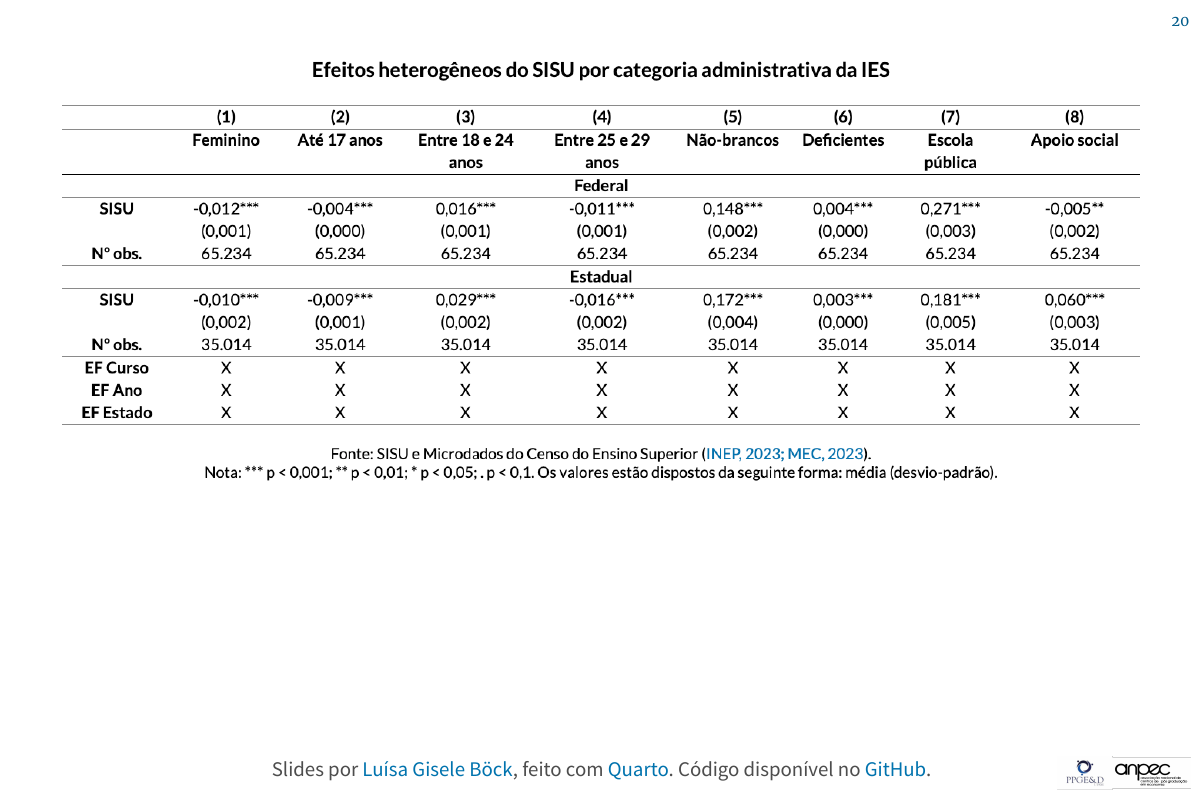 20
Efeitos heterogêneos do SISU por categoria administrativa da IES
(1) (2) (3) (4) (5) (6) (7) (8)
Feminino Até 17 anos Entre 18 e 24 anos Entre 25 e 29 anos Não-brancos Deficientes Escola pública Apoio social
Federal
SISU -0,012*** -0,004*** 0,016*** -0,011*** 0,148*** 0,004*** 0,271*** -0,005**
(0,001) (0,000) (0,001) (0,001) (0,002) (0,000) (0,003) (0,002)
Nº obs. 65.234 65.234 65.234 65.234 65.234 65.234 65.234 65.234
Estadual
SISU -0,010*** -0,009*** 0,029*** -0,016*** 0,172*** 0,003*** 0,181*** 0,060***
(0,002) (0,001) (0,002) (0,002) (0,004) (0,000) (0,005) (0,003)
Nº obs. 35.014 35.014 35.014 35.014 35.014 35.014 35.014 35.014
EF Curso X X X X X X X X
EF Ano X X X X X X X X
EF Estado X X X X X X X X
Fonte: SISU e Microdados do Censo do Ensino Superior (INEP, 2023; MEC, 2023).
Nota: *** p < 0,001; ** p < 0,01; * p < 0,05; . p < 0,1. Os valores estão dispostos da seguinte forma: média (desvio-padrão).
Slides por Luísa Gisele Böck, feito com Quarto. Código disponível no GitHub.
PPGE&D
anpec